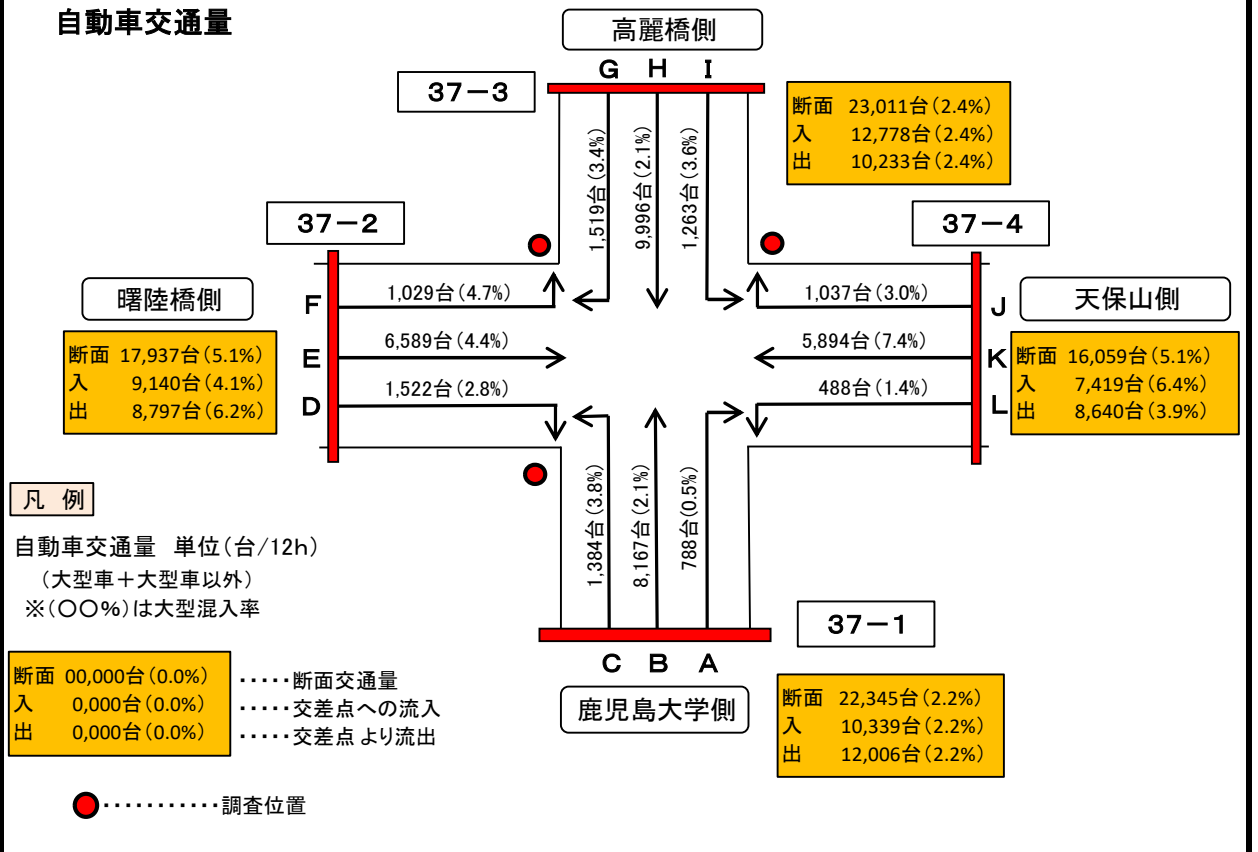 自動車交通量
高麗橋側
G H I
37-3
断面 23,011台(2.4%)
入 12,778台(2.4%)
出 10,233台(2.4%)
1,519台(3.4%)
9,996台(2.1%)
1,263台(3.6%)
37-2
37-4
曙陸橋側
断面 17,937台(5.1%)
入 9,140台(4.1%)
出 8,797台(6.2%)
F
1,029台(4.7%)
E
6,589台(4.4%)
D
1,522台(2.8%)
1,037台(3.0%)
J
5,894台(7.4%)
K
488台(1.4%)
L
天保山側
断面 16,059台(5.1%)
入 7,419台(6.4%)
出 8,640台(3.9%)
1,384台(3.8%)
8,167台(2.1%)
788台(0.5%)
37-1
C B A
鹿児島大学側
断面 22,345台(2.2%)
入 10,339台(2.2%)
出 12,006台(2.2%)
凡 例
自動車交通量 単位(台/12h)
(大型車+大型車以外)
※(○○%)は大型混入率
断面 00,000台(0.0%) ・・・・・断面交通量
入 0,000台(0.0%) ・・・・・交差点への流入
出 0,000台(0.0%) ・・・・・交差点より流出
・・・・・・・・・・・調査位置